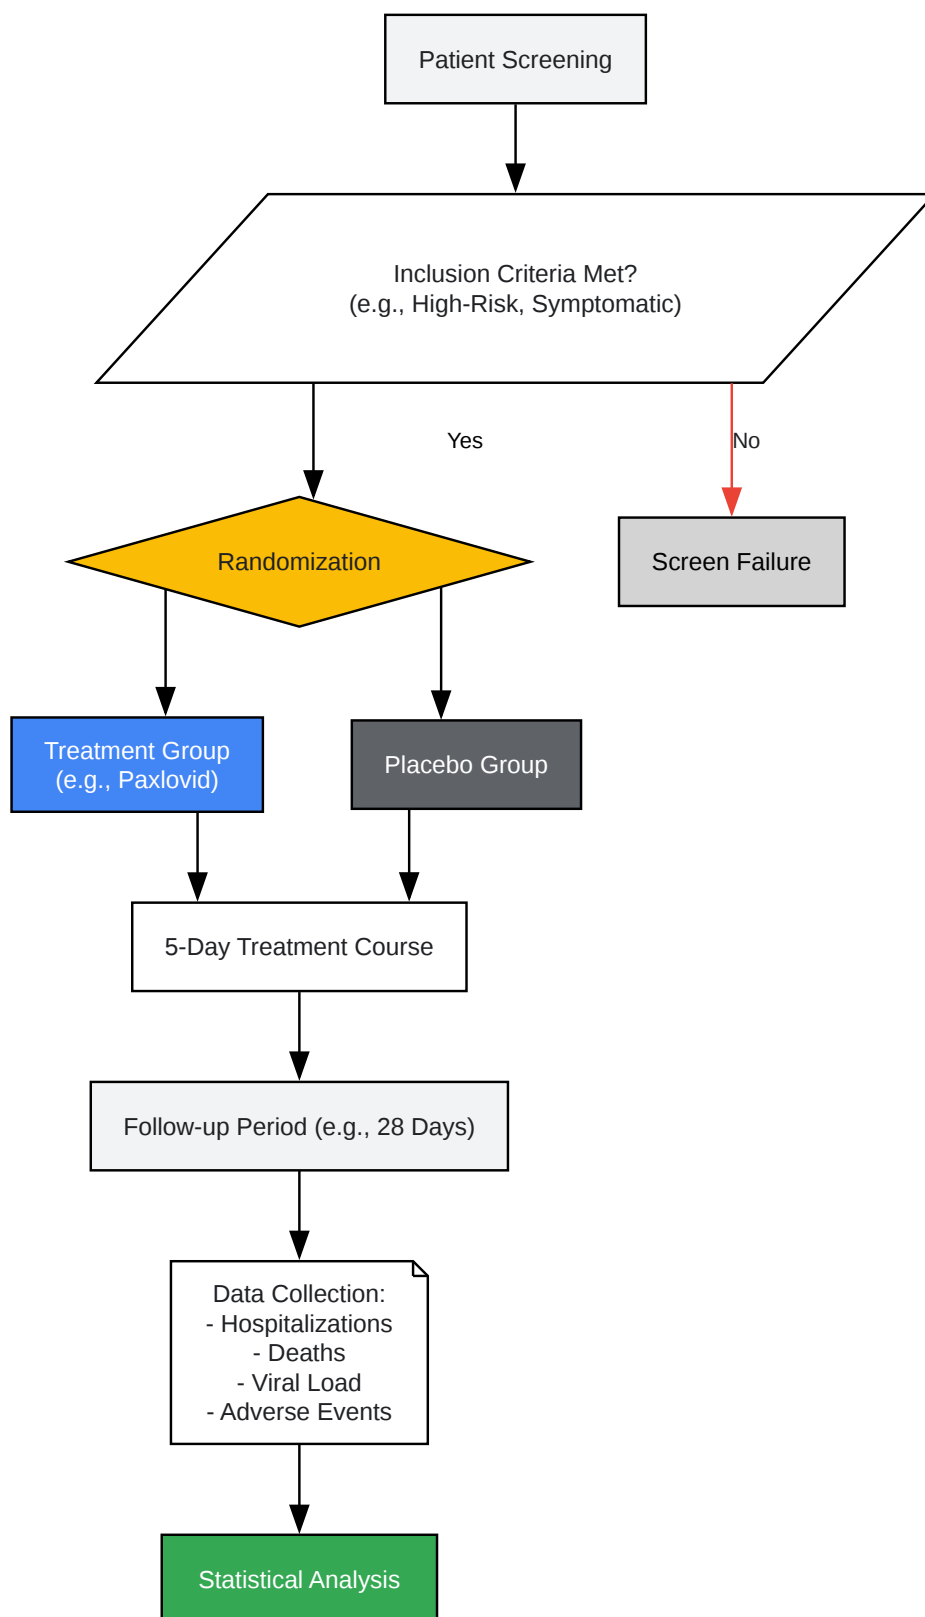 Patient Screening
Inclusion Criteria Met?
(e.g., High-Risk, Symptomatic)
Yes
No
Randomization
Screen Failure
Treatment Group
(e.g., Paxlovid)
Placebo Group
5-Day Treatment Course
Follow-up Period (e.g., 28 Days)
Data Collection:
- Hospitalizations
- Deaths
- Viral Load
- Adverse Events
Statistical Analysis